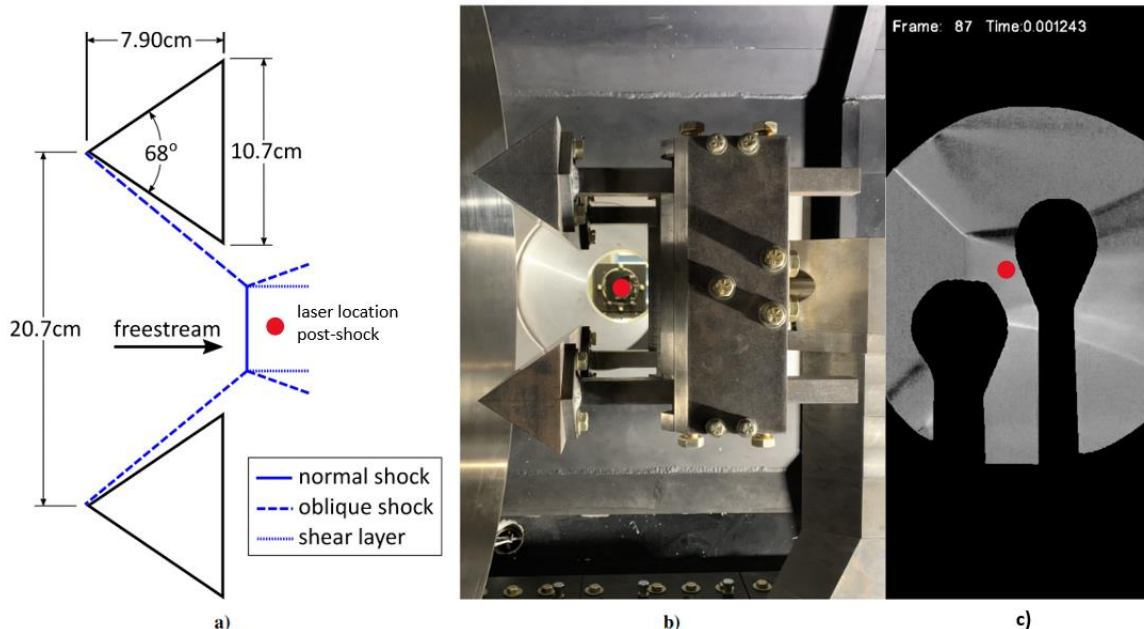 7.90cm
68°
10.7cm
20.7cm
freestream
laser location
post-shock
normal shock
oblique shock
shear layer
a)
b)
Frame: 87 Time:0.001243
c)